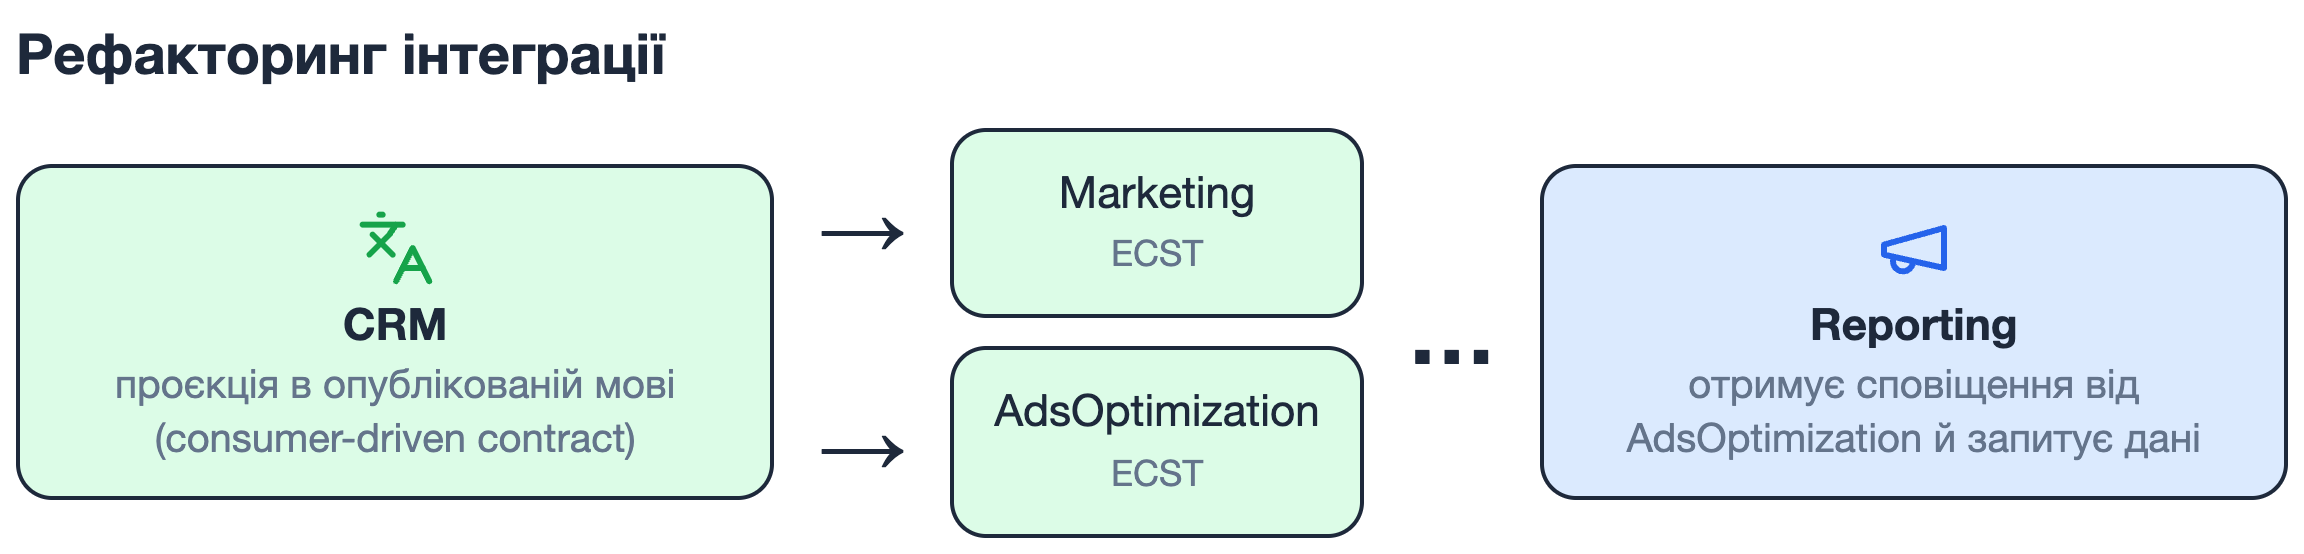 Рефакторинг інтеграції
CRM
проєкція в опублікованій мові
(consumer-driven contract)
→
Marketing
ECST
→
AdsOptimization
ECST
...
Reporting
отримує сповіщення від
AdsOptimization й запитує дані